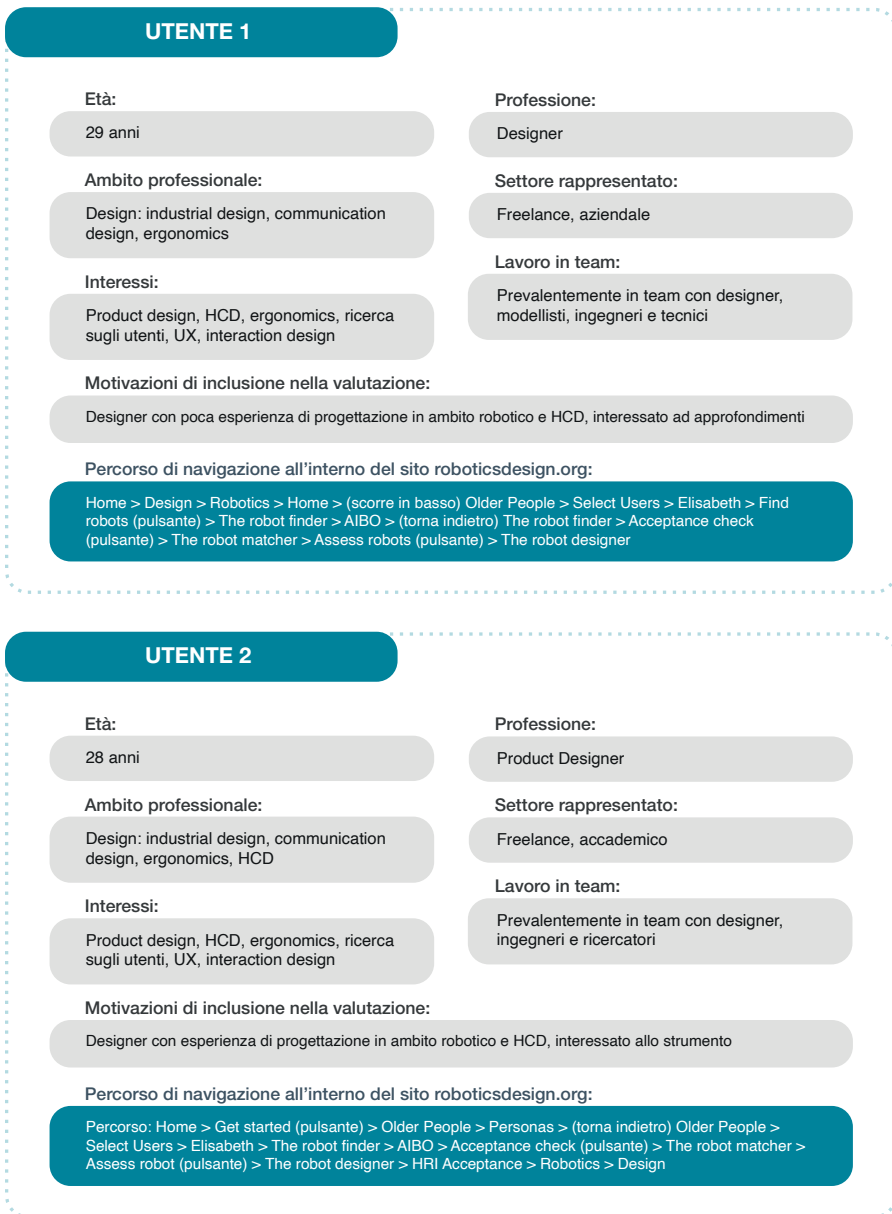 UTENTE 1
Età:
29 anni
Professione:
Designer
Ambito professionale:
Design: industrial design, communication
design, ergonomics
Settore rappresentato:
Freelance, aziendale
Interessi:
Product design, HCD, ergonomics, ricerca
sugli utenti, UX, interaction design
Lavoro in team:
Prevalentemente in team con designer,
modellisti, ingegneri e tecnici
Motivazioni di inclusione nella valutazione:
Designer con poca esperienza di progettazione in ambito robotico e HCD, interessato ad approfondimenti
Percorso di navigazione all'interno del sito roboticsdesign.org:
Home > Design > Robotics > Home > (scorre in basso) Older People > Select Users > Elisabeth > Find
robots (pulsante) > The robot finder > AIBO > (torna indietro) The robot finder > Acceptance check
(pulsante) > The robot matcher > Assess robots (pulsante) > The robot designer
UTENTE 2
Età:
28 anni
Professione:
Product Designer
Ambito professionale:
Design: industrial design, communication
design, ergonomics, HCD
Settore rappresentato:
Freelance, accademico
Interessi:
Product design, HCD, ergonomics, ricerca
sugli utenti, UX, interaction design
Lavoro in team:
Prevalentemente in team con designer,
ingegneri e ricercatori
Motivazioni di inclusione nella valutazione:
Designer con esperienza di progettazione in ambito robotico e HCD, interessato allo strumento
Percorso di navigazione all'interno del sito roboticsdesign.org:
Percorso: Home > Get started (pulsante) > Older People > Personas > (torna indietro) Older People >
Select Users > Elisabeth > The robot finder > AIBO > Acceptance check (pulsante) > The robot matcher >
Assess robot (pulsante) > The robot designer > HRI Acceptance > Robotics > Design